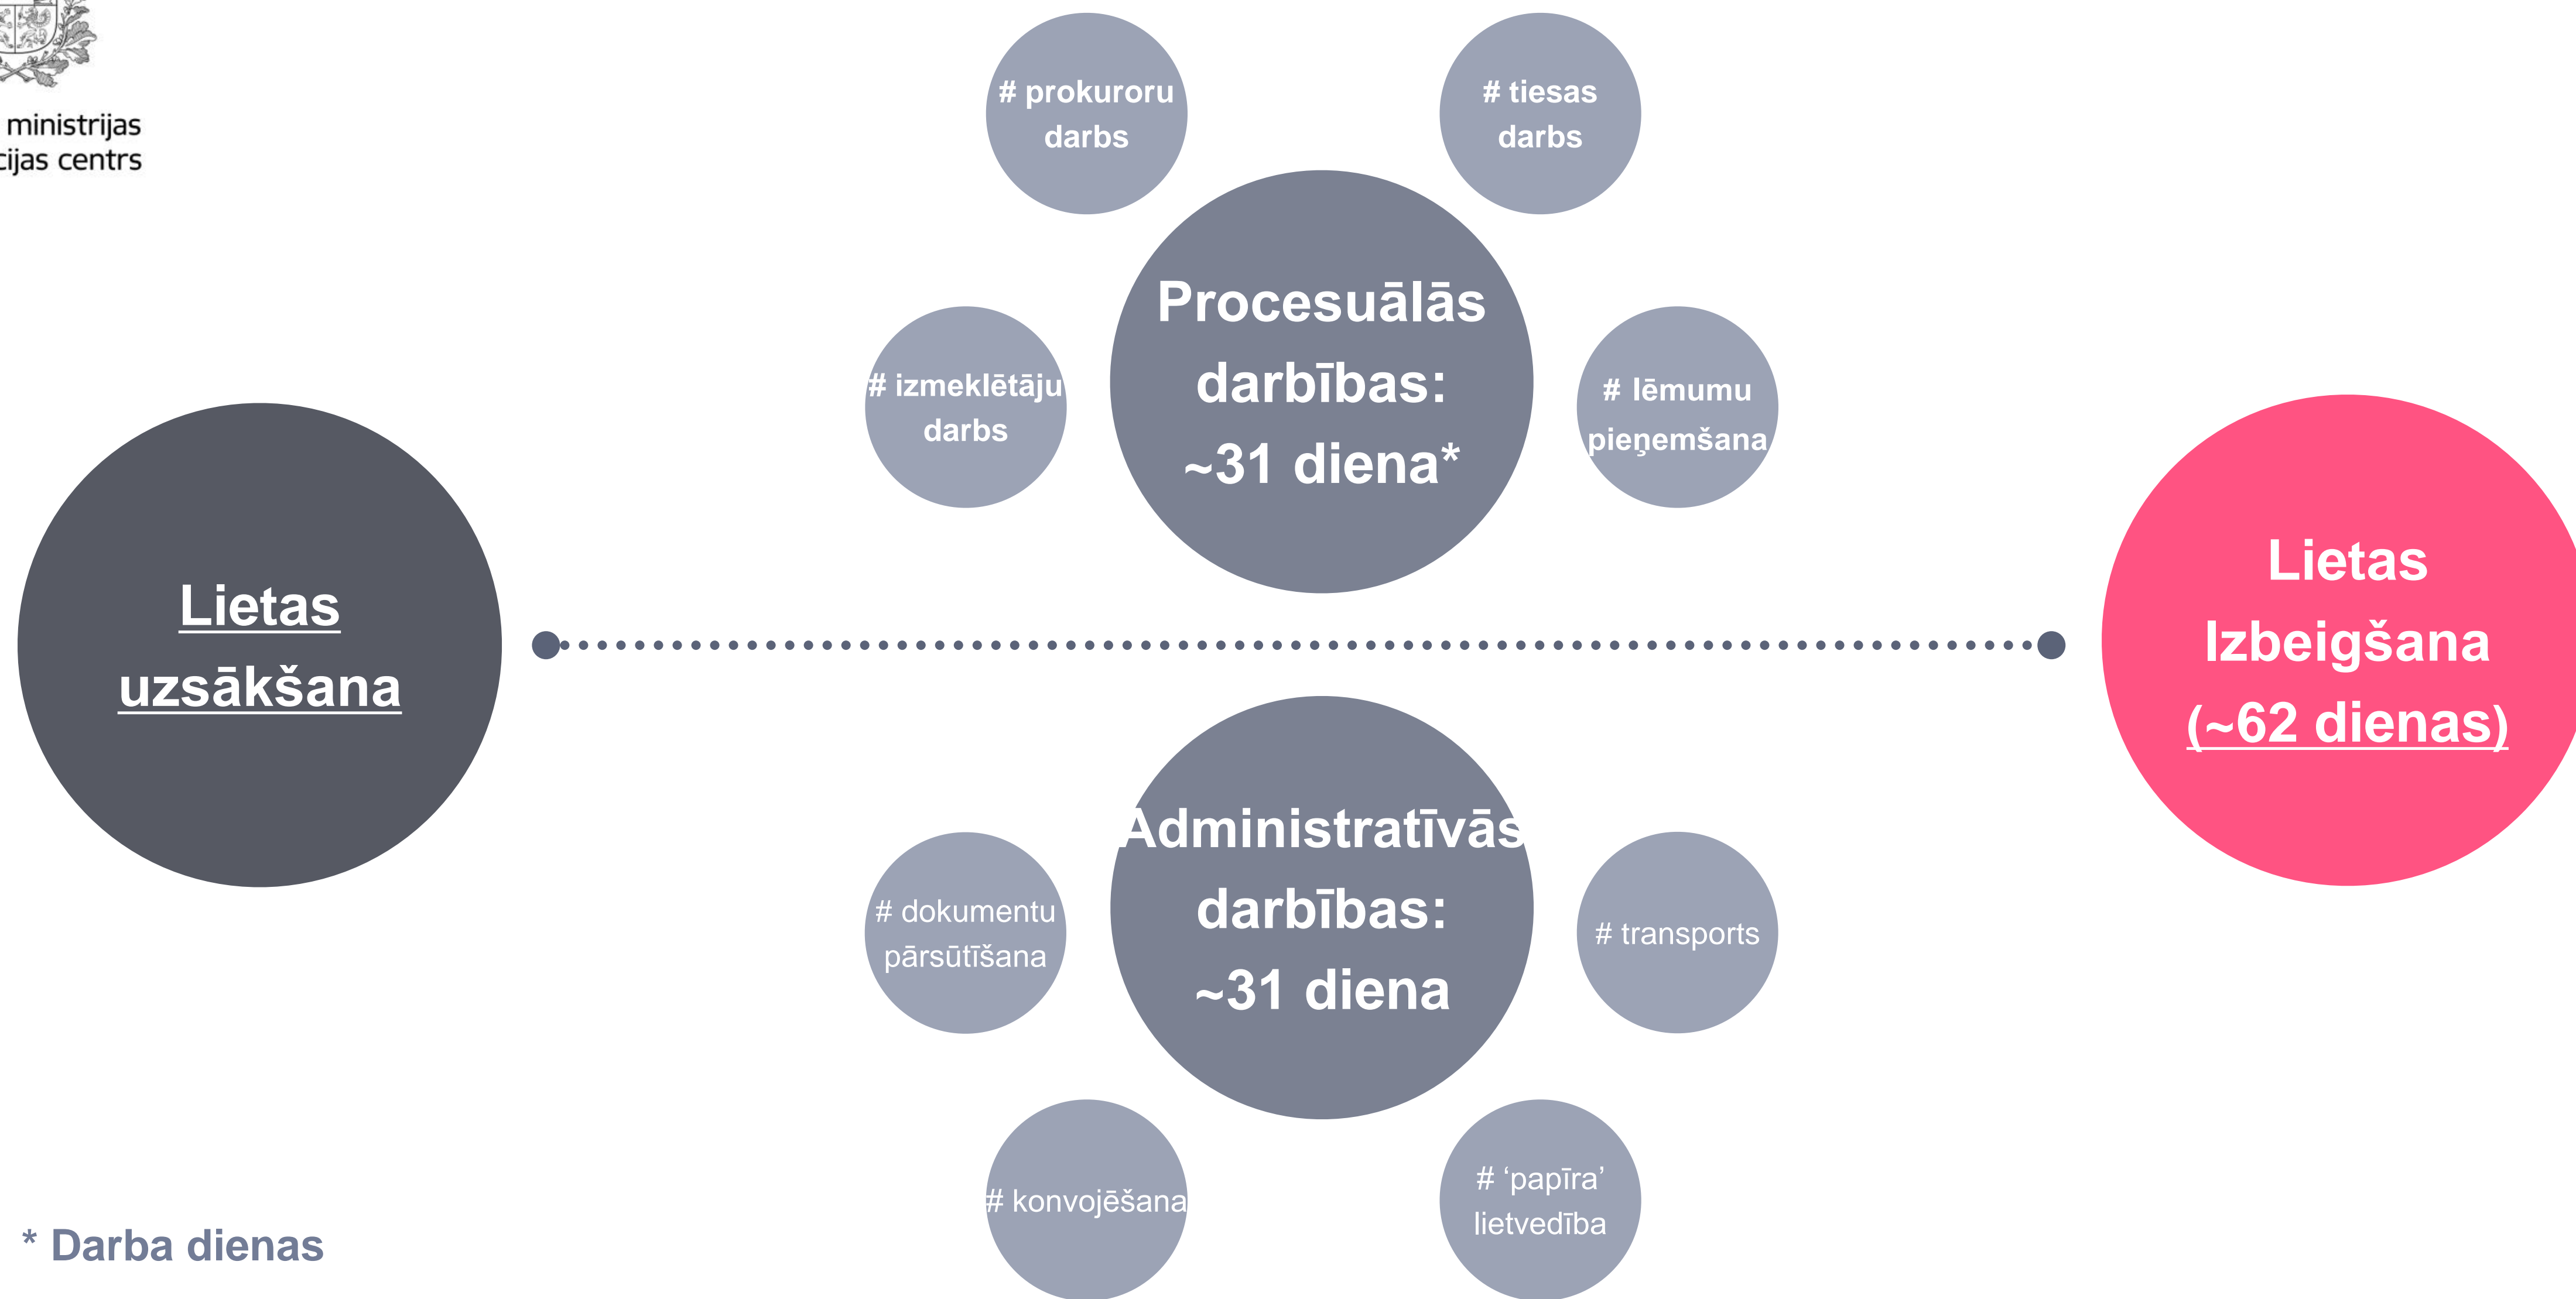 ministrijas
cijas centrs
# prokuroru
darbs
# tiesas
darbs
Procesuālās
darbības:
~31 diena*
# izmeklētāju
darbs
# lēmumu
pieņemšana
Lietas
uzsākšana
Lietas
Izbeigšana
(~62 dienas)
Administratīvās
darbības:
~31 diena
# dokumentu
pārsūtīšana
# transports
# konvojēšana
# ‘papīra’
lietvedība
* Darba dienas